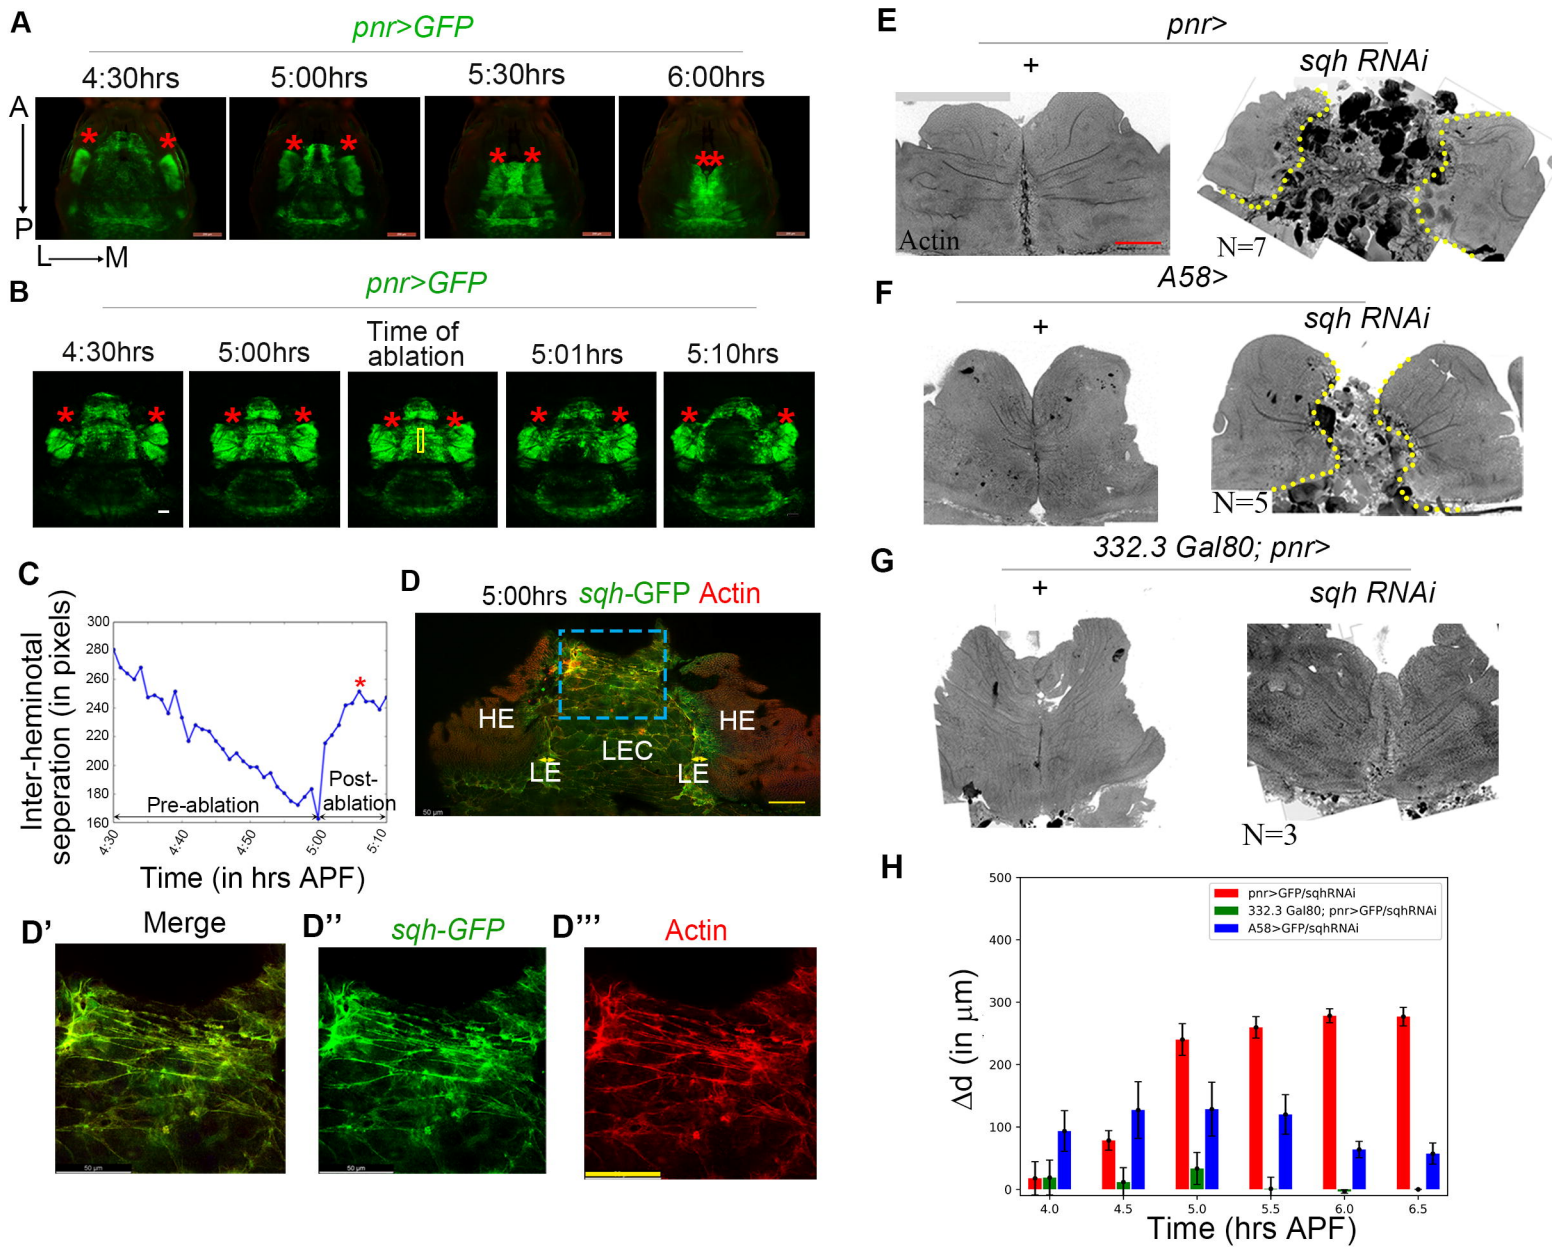 A
pnr>GFP
4:30hrs
5:00hrs
5:30hrs
6:00hrs
A
P
L
M
*
*
*
*
*
*
**
B
pnr>GFP
4:30hrs
5:00hrs
Time of
ablation
5:01hrs
5:10hrs
*
*
*
*
*
*
*
*
*
*
C
Inter-heminotal
seperation (in pixels)
300
280
260
240
220
200
180
160
*
Pre-ablation
Post-
ablation
4:30
4:40
4:50
5:00
5:10
Time (in hrs APF)
D
5:00hrs sqh-GFP Actin
HE
HE
LEC
LE
LE
50 µm
D’
Merge
50 µm
D’’
sqh-GFP
50 µm
D’’’
Actin
E
pnr>
+
sqh RNAi
Actin
N=7
F
A58>
+
sqh RNAi
N=5
G
332.3 Gal80; pnr>
+
sqh RNAi
N=3
H
Δd (in µm)
500
400
300
200
100
0
pnr>GFP/sqhRNAi
332.3 Gal80; pnr>GFP/sqhRNAi
A58>GFP/sqhRNAi
4.0
4.5
5.0
5.5
6.0
6.5
Time (hrs APF)